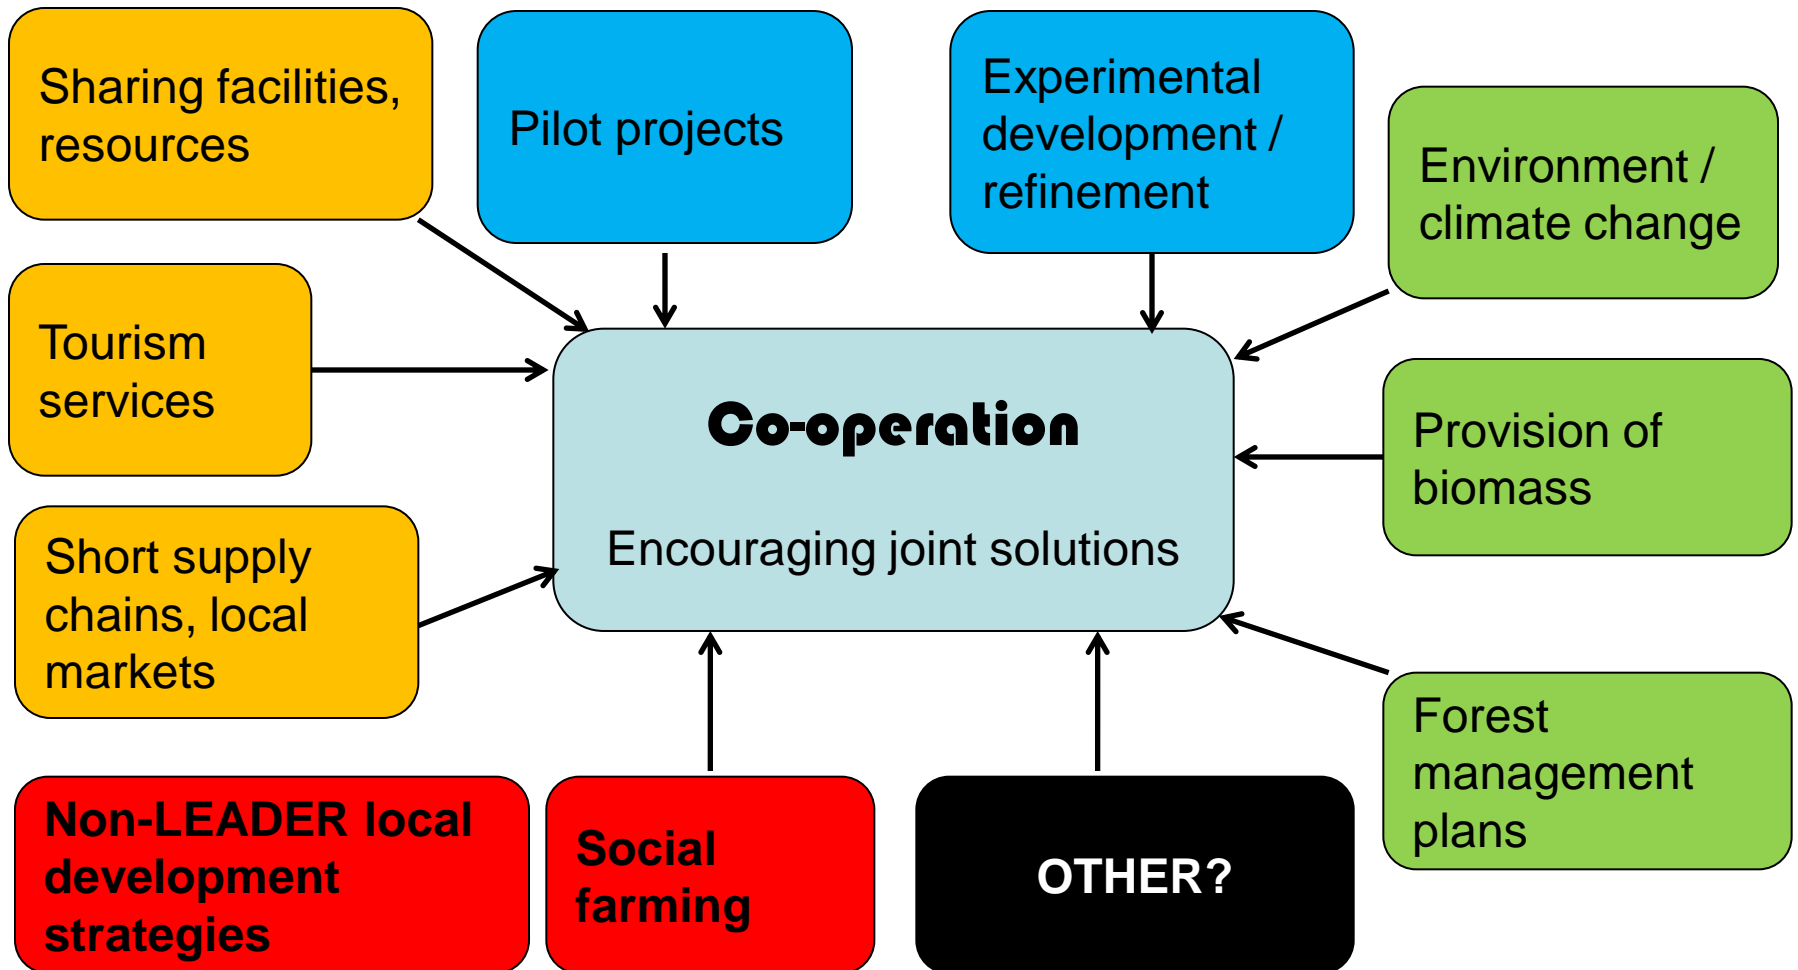 Sharing facilities,
resources
Pilot projects
Experimental
development /
refinement
Environment /
climate change
Tourism
services
Co-operation
Encouraging joint solutions
Provision of
biomass
Short supply
chains, local
markets
Forest
management
plans
Non-LEADER local
development
strategies
Social
farming
OTHER?